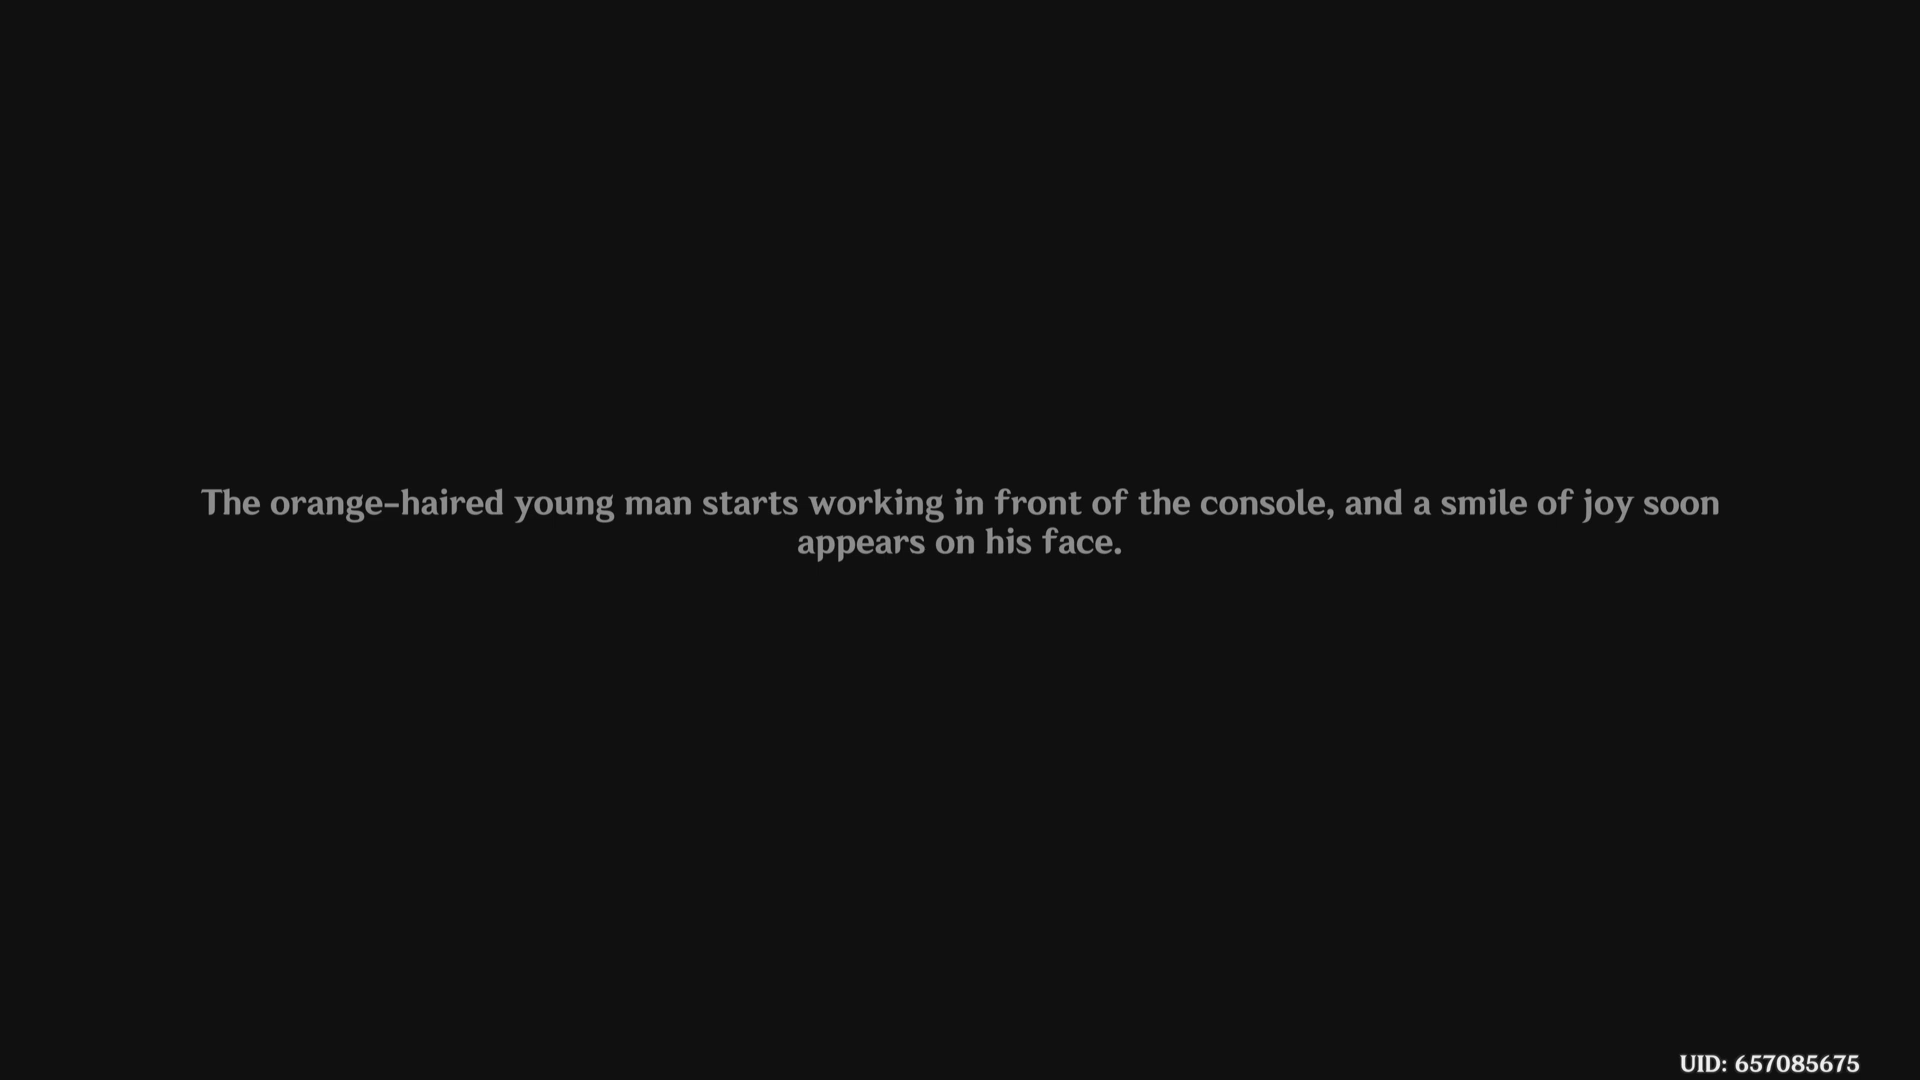 The orange-haired young man starts working in front of the console, and a smile of joy soon
appears on his face.
UID: 657085675